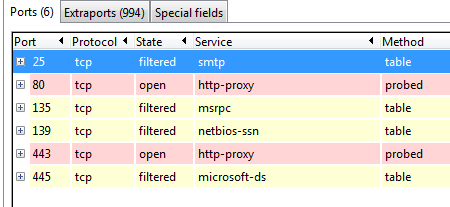 Ports (6) Extraports (994) Special fields
Port Protocol State Service Method
25 tcp filtered smtp table
80 tcp open http-proxy probed
135 tcp filtered msrpc table
139 tcp filtered netbios-ssn table
443 tcp open http-proxy probed
445 tcp filtered microsoft-ds table